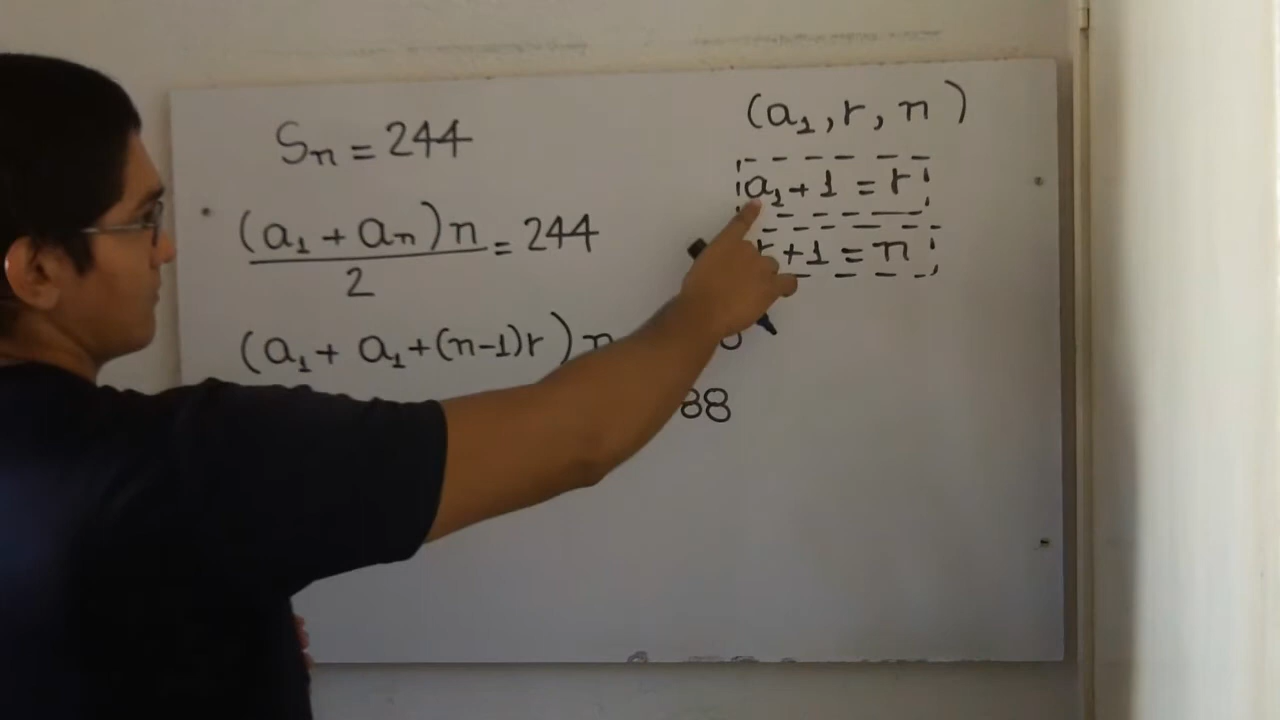 Sn = 244
(a₁ + an)n / 2 = 244
(a₁ + a₁ + (n-1)r) n
88
(a₁, r, n)
a₁ + 1 = r
r + 1 = n